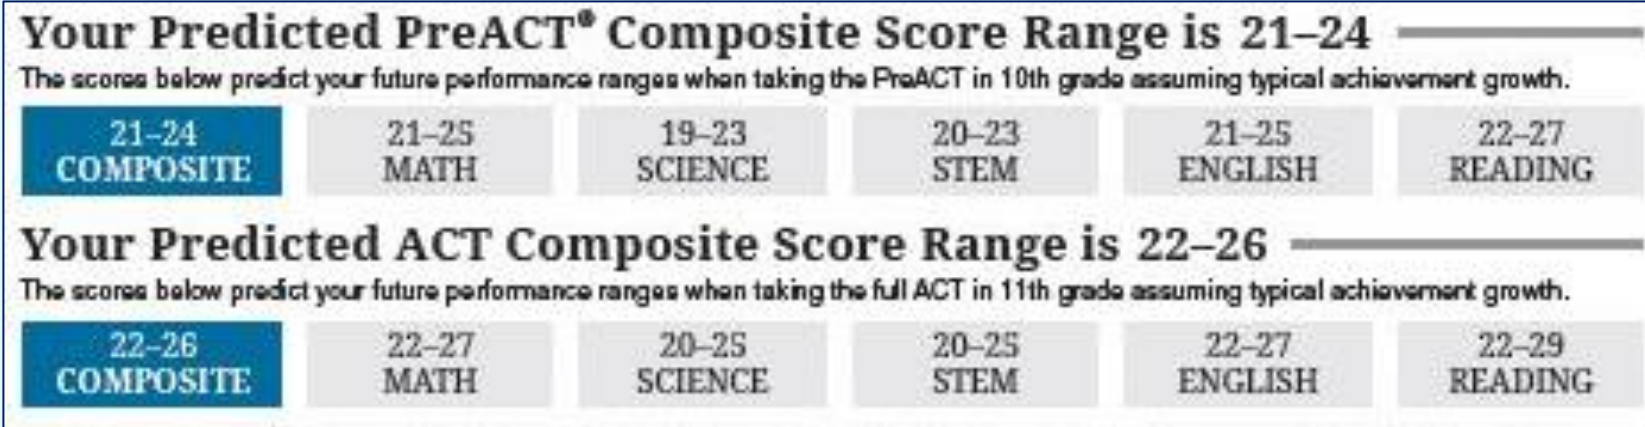 Your Predicted PreACT® Composite Score Range is 21–24
The scores below predict your future performance ranges when taking the PreACT in 10th grade assuming typical achievement growth.
21–24 21–25 19–23 20–23 21–25 22–27
COMPOSITE MATH SCIENCE STEM ENGLISH READING
Your Predicted ACT Composite Score Range is 22–26
The scores below predict your future performance ranges when taking the full ACT in 11th grade assuming typical achievement growth.
22–26 22–27 20–25 20–25 22–27 22–29
COMPOSITE MATH SCIENCE STEM ENGLISH READING